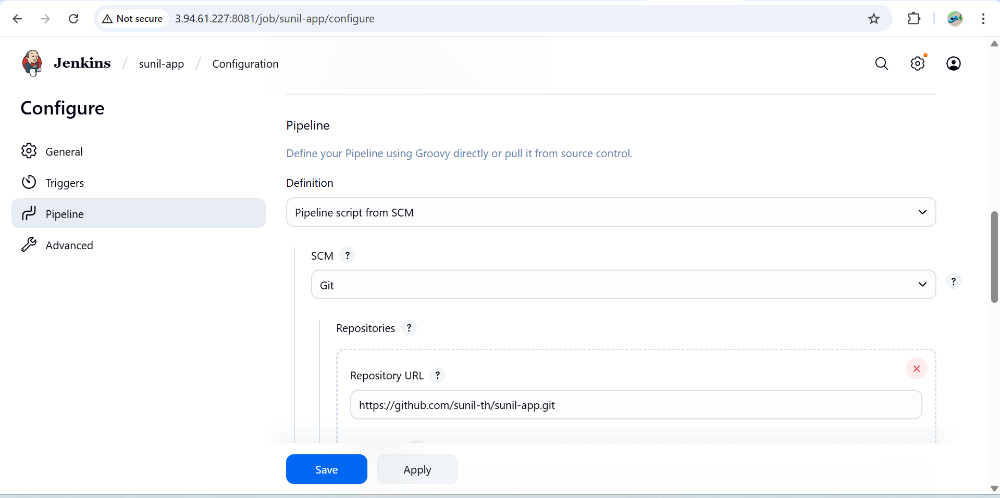 Not secure 3.94.61.227:8081/job/sunil-app/configure
Jenkins / sunil-app / Configuration
Configure
General
Triggers
Pipeline
Advanced
Pipeline
Define your Pipeline using Groovy directly or pull it from source control.
Definition
Pipeline script from SCM
SCM ?
Git
?
Repositories ?
Repository URL ?
https://github.com/sunil-th/sunil-app.git
Save Apply